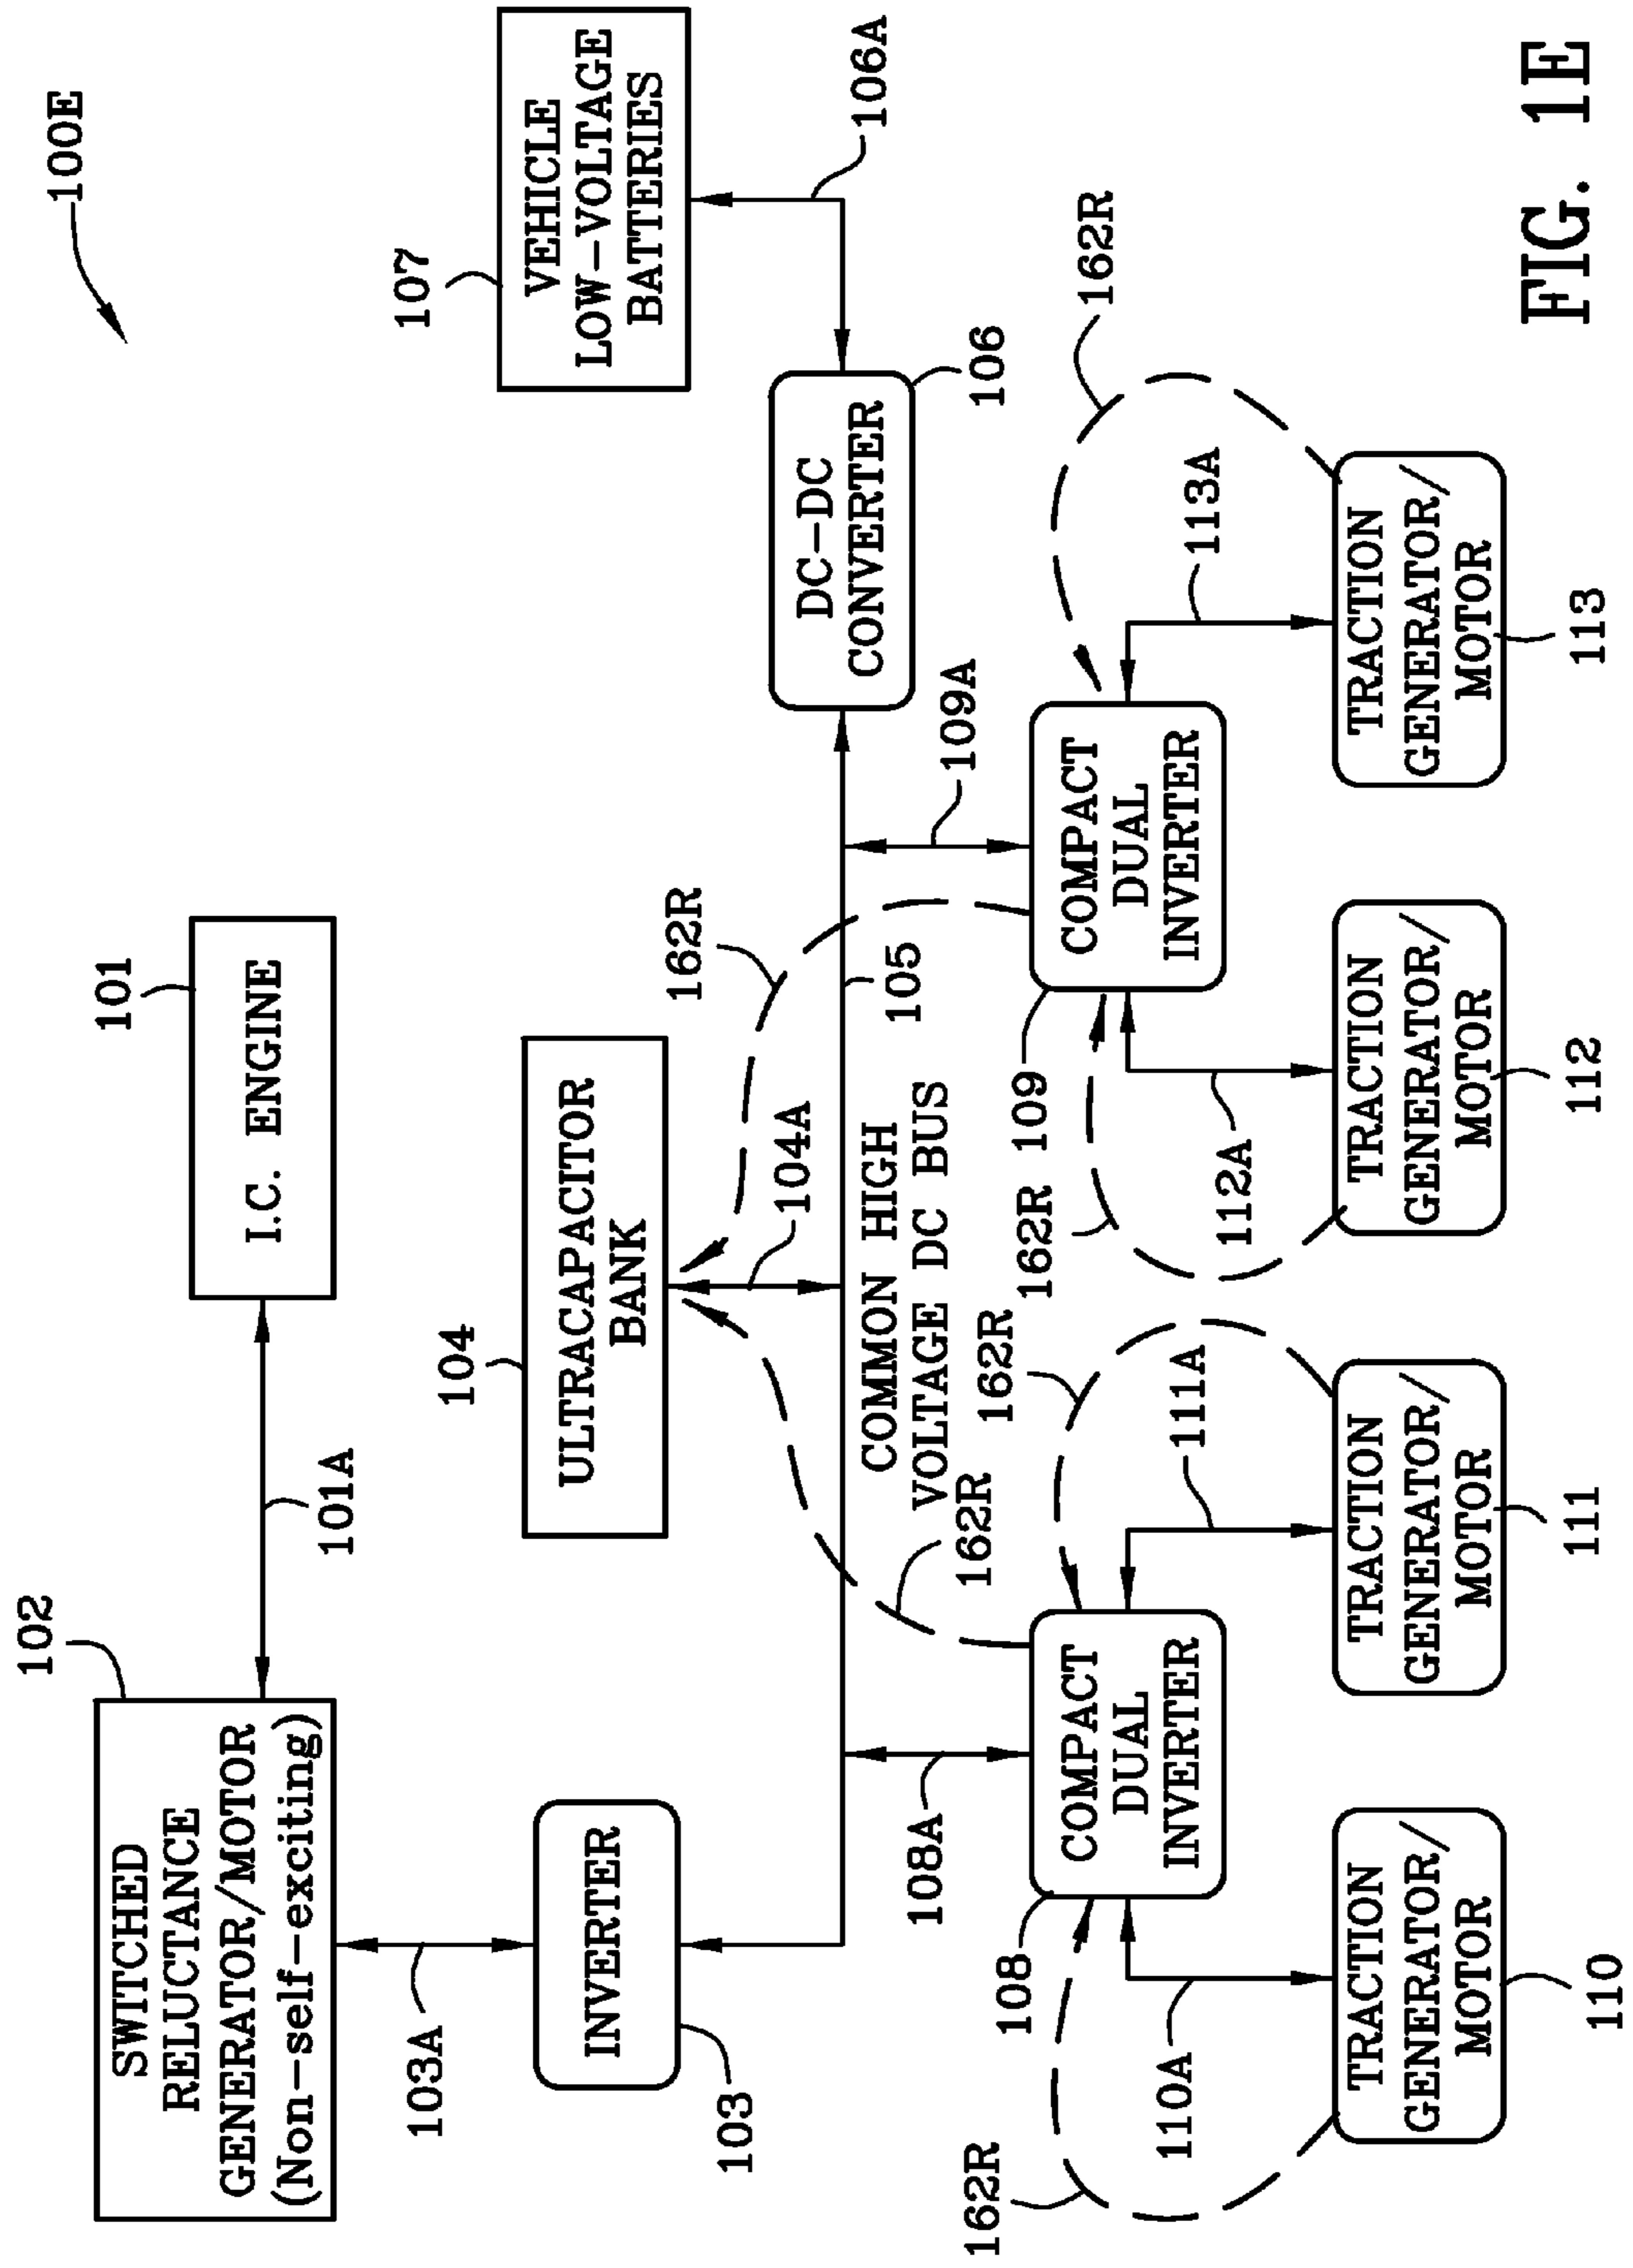 100E
102
SWITCHED
RELUCTANCE
GENERATOR/MOTOR
(Non-self-exciting)
101A
101
I.C. ENGINE
103A
103
INVERTER
104
ULTRACAPACITOR
BANK
104A
162R
107
VEHICLE
LOW-VOLTAGE
BATTERIES
106A
DC-DC
CONVERTER
106
105
COMMON HIGH
VOLTAGE DC BUS
162R
108A
109A
162R
108
COMPACT
DUAL
INVERTER
162R
162R
109
COMPACT
DUAL
INVERTER
162R
110A
111A
112A
113A
TRACTION
GENERATOR/
MOTOR
110
TRACTION
GENERATOR/
MOTOR
111
TRACTION
GENERATOR/
MOTOR
112
TRACTION
GENERATOR/
MOTOR
113
FIG. 1E